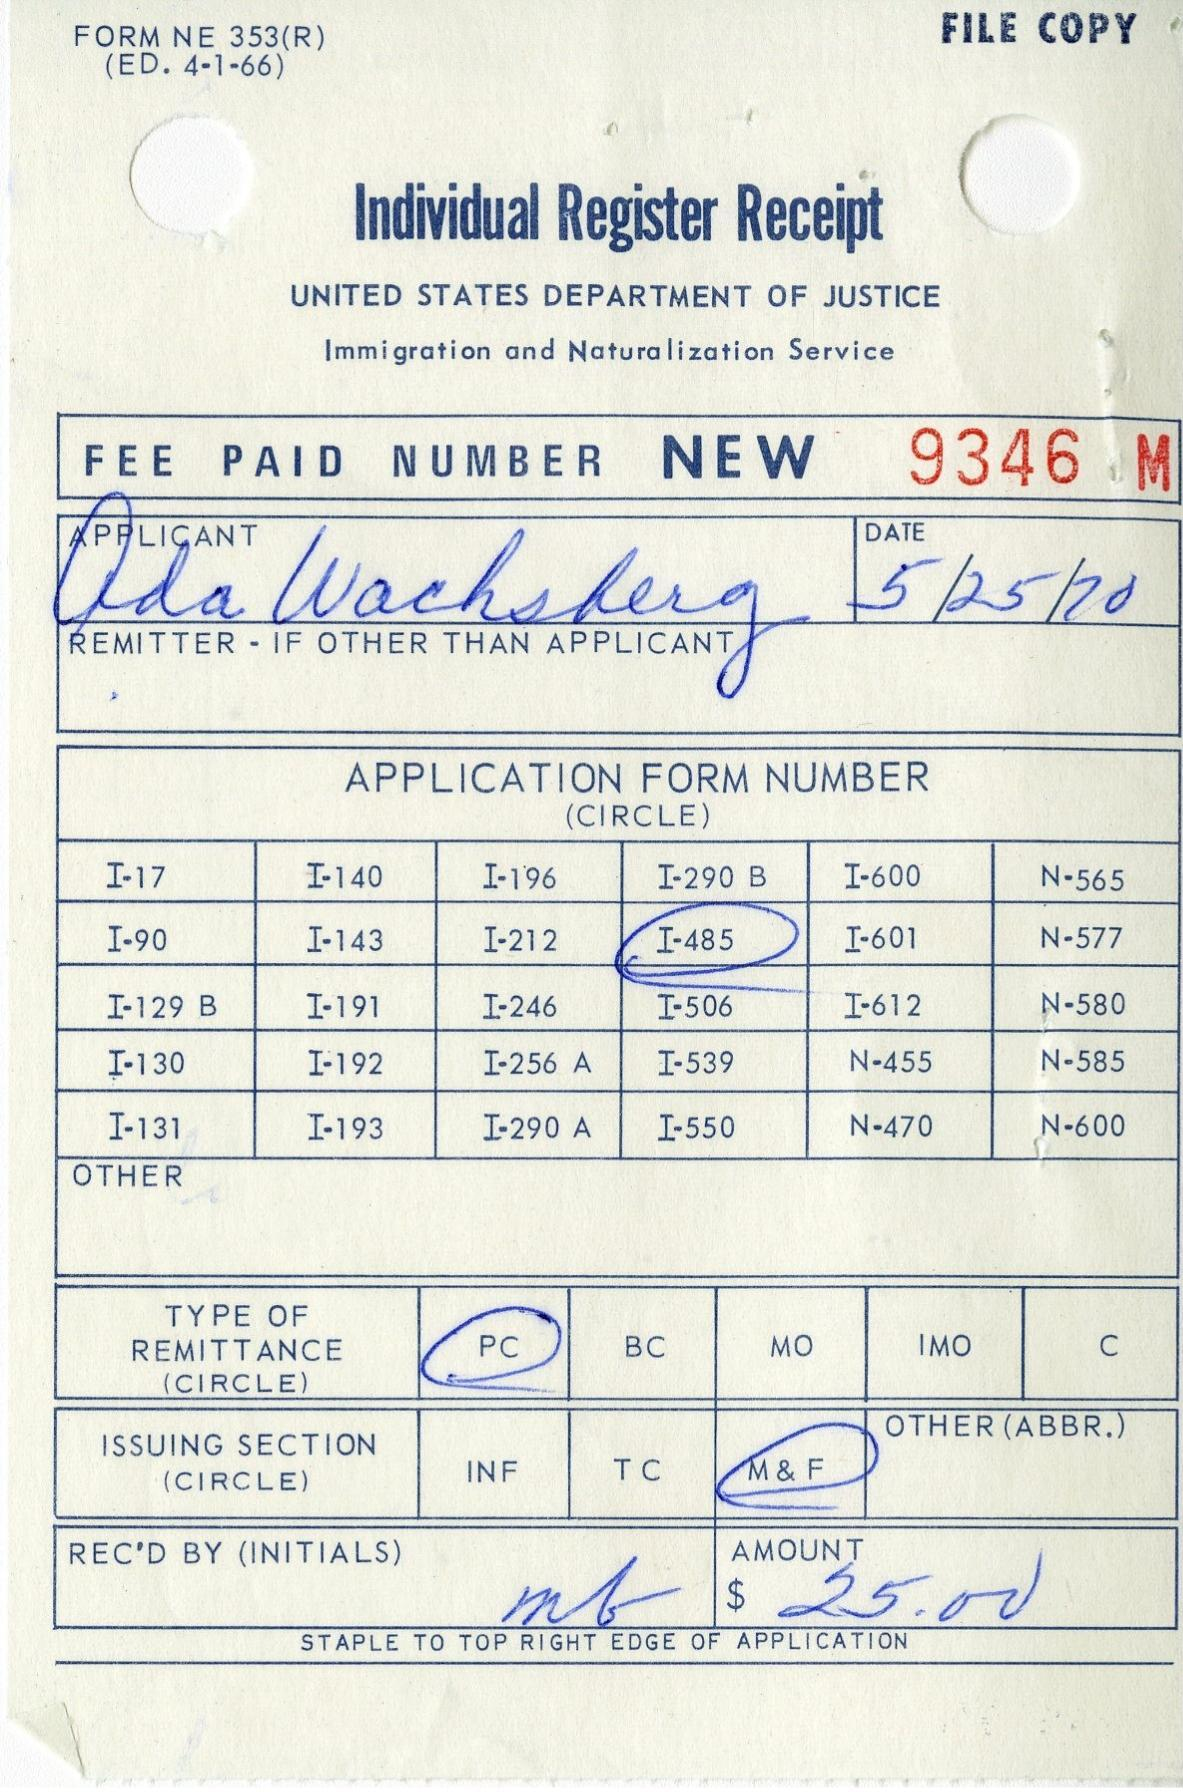 FORM NE 353(R)
(ED. 4-1-66)
FILE COPY
Individual Register Receipt
UNITED STATES DEPARTMENT OF JUSTICE
Immigration and Naturalization Service
FEE PAID NUMBER NEW 9346 M
APPLICANT DATE
Ada Wachsberg 5/25/70
REMITTER - IF OTHER THAN APPLICANT
APPLICATION FORM NUMBER
(CIRCLE)
I-17 I-140 I-196 I-290 B I-600 N-565
I-90 I-143 I-212 I-485 I-601 N-577
I-129 B I-191 I-246 I-506 I-612 N-580
I-130 I-192 I-256 A I-539 N-455 N-585
I-131 I-193 I-290 A I-550 N-470 N-600
OTHER
TYPE OF
REMITTANCE PC BC MO IMO C
(CIRCLE)
OTHER (ABBR.)
ISSUING SECTION
(CIRCLE) INF TC M & F
REC'D BY (INITIALS) AMOUNT
mb $ 25.00
STAPLE TO TOP RIGHT EDGE OF APPLICATION